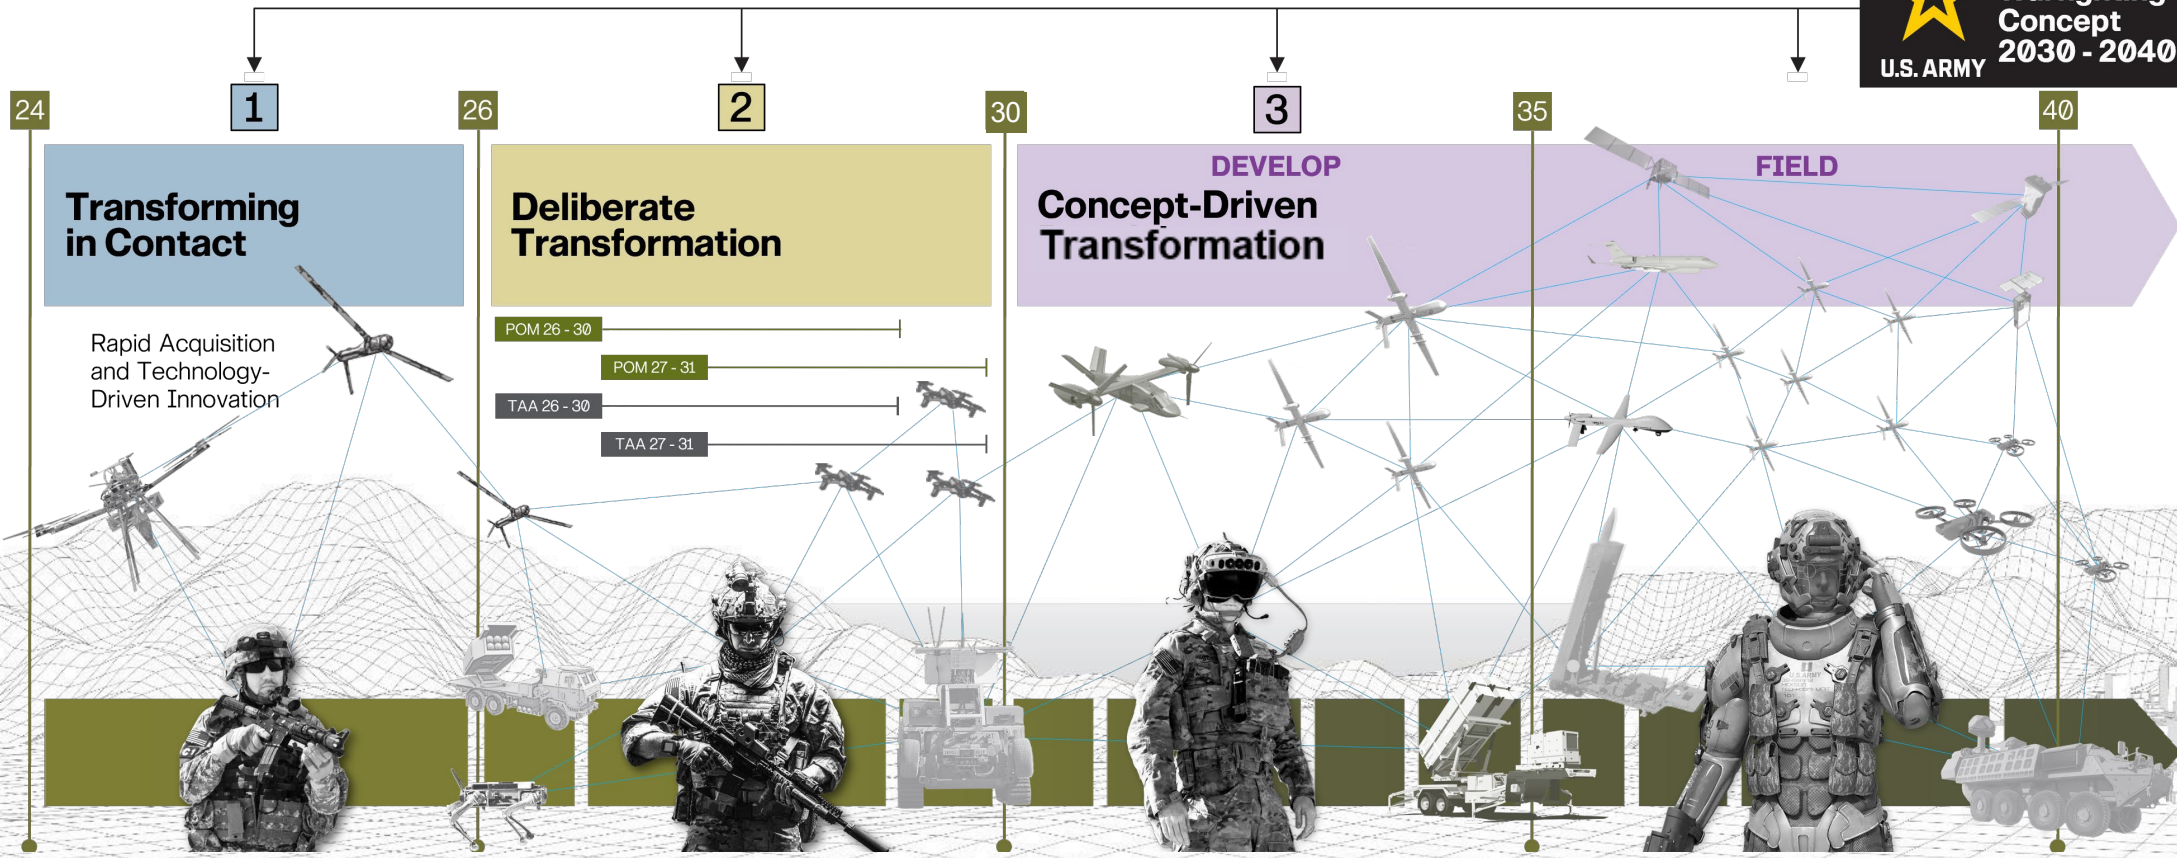 Concept
2030 - 2040
U.S. ARMY
24
1
26
2
30
3
35
40
Transforming
in Contact
Deliberate
Transformation
DEVELOP
Concept-Driven
Transformation
FIELD
Rapid Acquisition
and Technology-
Driven Innovation
POM 26 - 30
POM 27 - 31
TAA 26 - 30
TAA 27 - 31